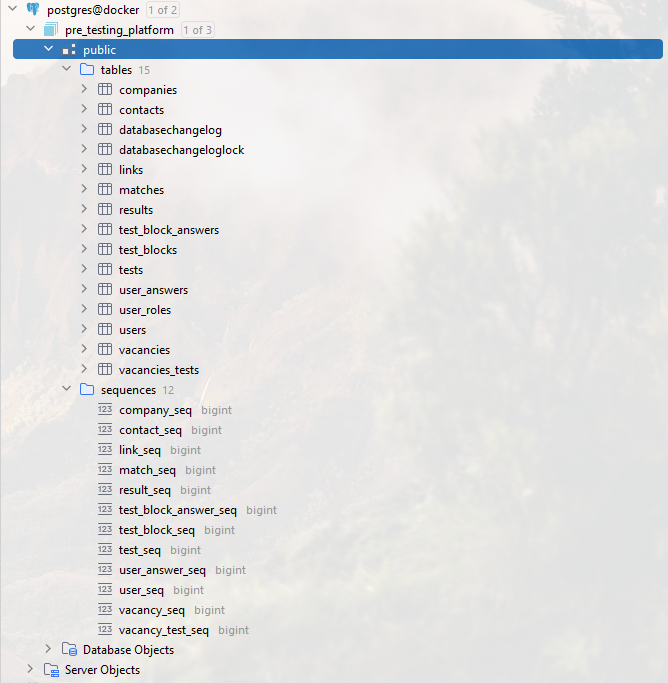 postgres@docker 1 of 2
pre_testing_platform 1 of 3
public
tables 15
companies
contacts
databasechangelog
databasechangeloglock
links
matches
results
test_block_answers
test_blocks
tests
user_answers
user_roles
users
vacancies
vacancies_tests
sequences 12
123 company_seq bigint
123 contact_seq bigint
123 link_seq bigint
123 match_seq bigint
123 result_seq bigint
123 test_block_answer_seq bigint
123 test_block_seq bigint
123 test_seq bigint
123 user_answer_seq bigint
123 user_seq bigint
123 vacancy_seq bigint
123 vacancy_test_seq bigint
Database Objects
Server Objects